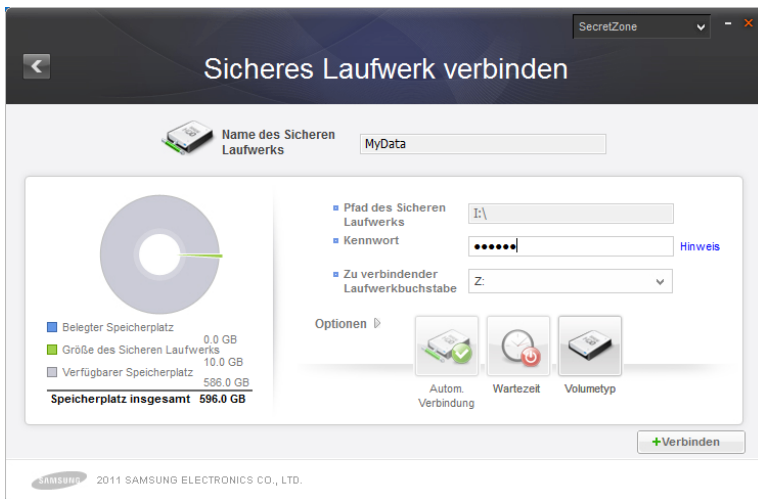 SecretZone
Sicheres Laufwerk verbinden
Name des Sicheren
Laufwerks
MyData
Pfad des Sicheren
Laufwerks
I:\
Kennwort
••••••
Hinweis
Zu verbindender
Laufwerkbuchstabe
Z:
Optionen
Autom.
Verbindung
Wartezeit
Volumetyp
Belegter Speicherplatz
0.0 GB
Größe des Sicheren Laufwerks
10.0 GB
Verfügbarer Speicherplatz
586.0 GB
Speicherplatz insgesamt 596.0 GB
+Verbinden
SAMSUNG 2011 SAMSUNG ELECTRONICS CO., LTD.